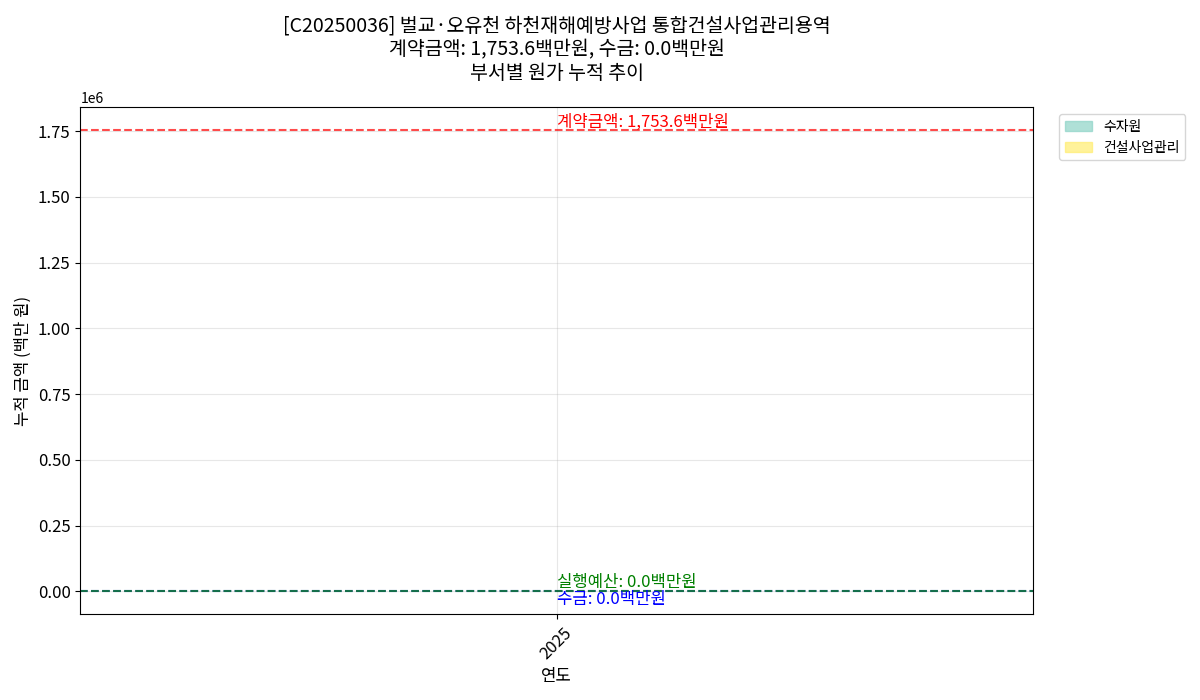 [C20250036] 벌교·오유천 하천재해예방사업 통합건설사업관리용역
계약금액: 1,753.6백만원, 수금: 0.0백만원
부서별 원가 누적 추이
1e6
계약금액: 1,753.6백만원
수자원
건설사업관리
1.75
1.50
1.25
1.00
0.75
0.50
0.25
0.00
누적 금액 (백만 원)
실행예산: 0.0백만원
수금: 0.0백만원
2025
연도